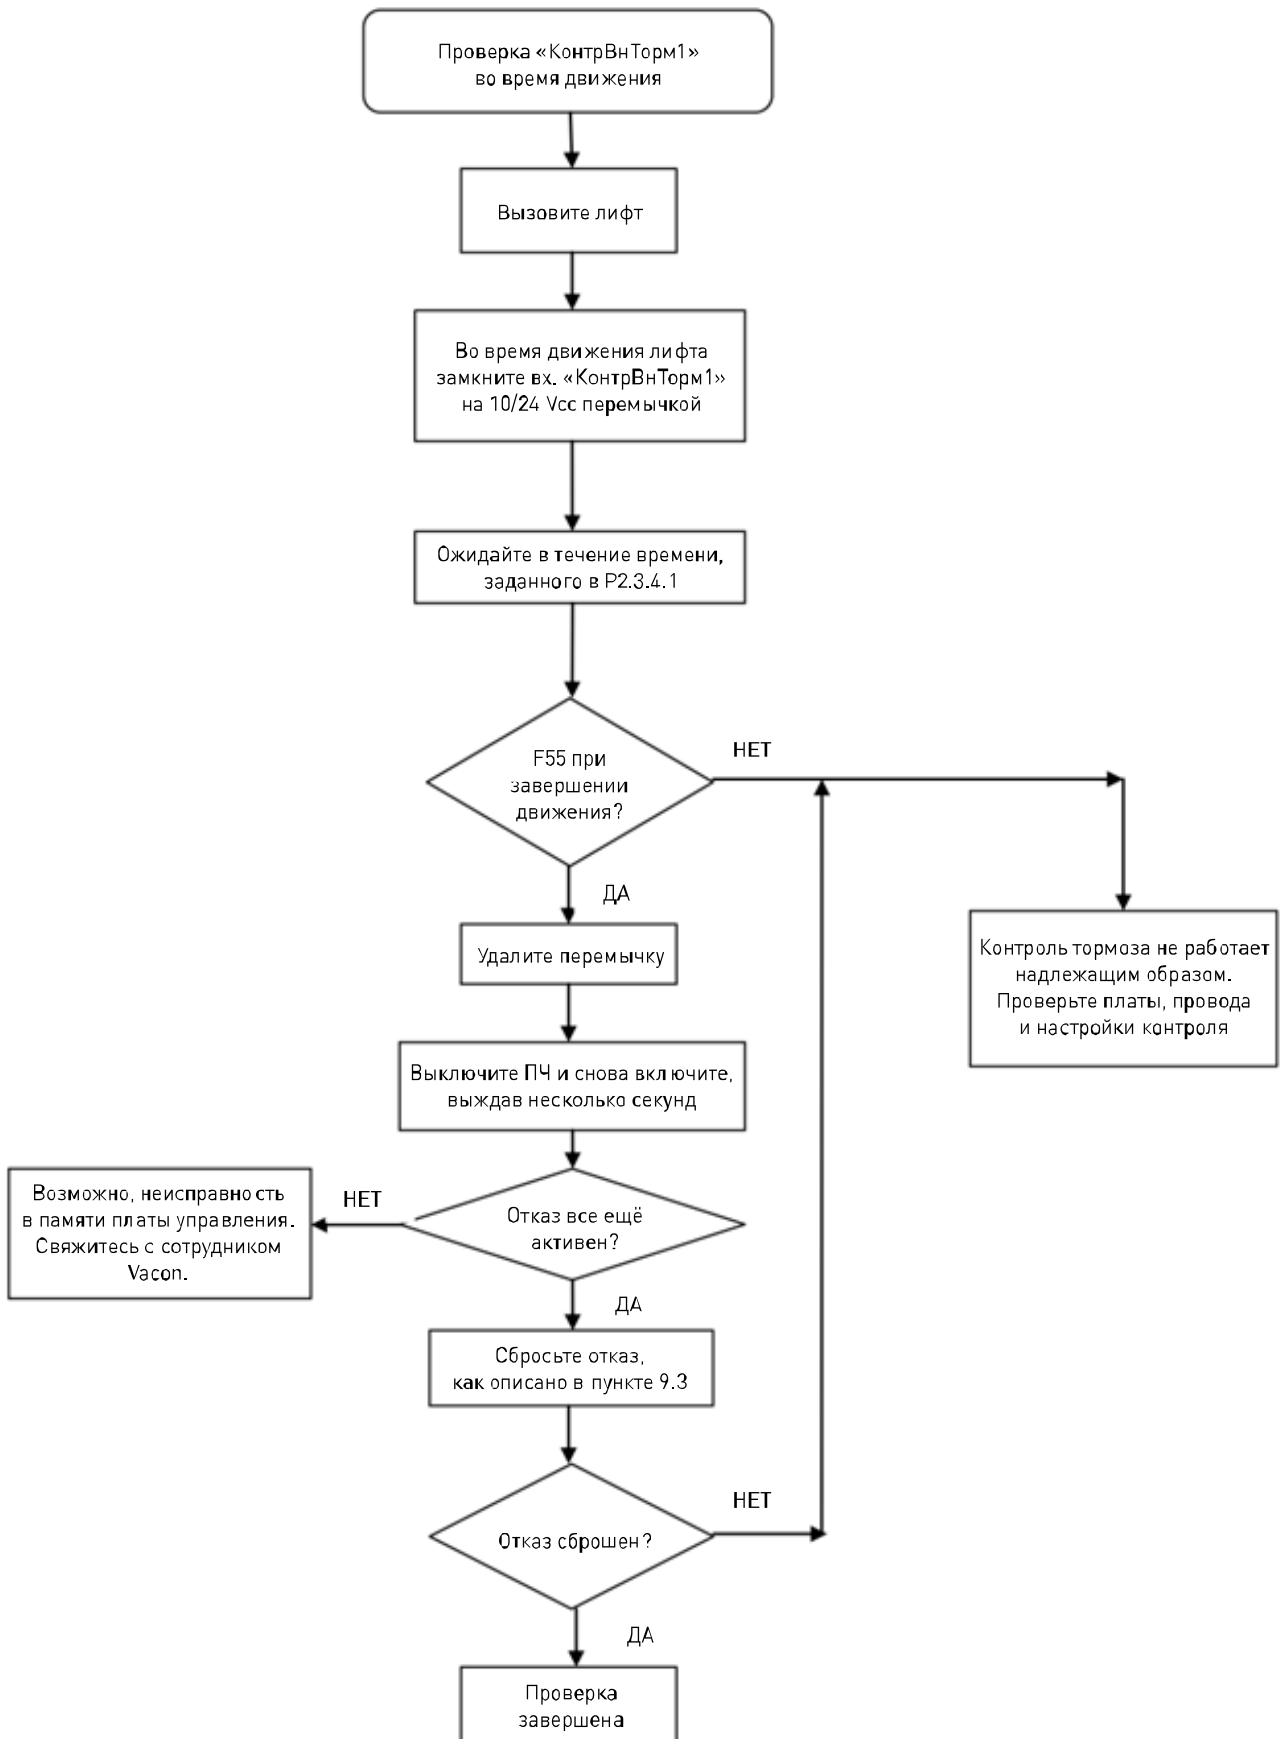 Проверка «КонтрВнТорм1»
во время движения
Вызовите лифт
Во время движения лифта
замкните вх. «КонтрВнТорм1»
на 10/24 Vcc перемычкой
Ожидайте в течение времени,
заданного в P2.3.4.1
F55 при
завершении
движения?
НЕТ
ДА
Удалите перемычку
Контроль тормоза не работает
надлежащим образом.
Проверьте платы, провода
и настройки контроля
Выключите ПЧ и снова включите,
выждав несколько секунд
Отказ все ещё
активен?
НЕТ
Возможно, неисправность
в памяти платы управления.
Свяжитесь с сотрудником
Vacon.
ДА
Сбросьте отказ,
как описано в пункте 9.3
Отказ сброшен?
НЕТ
ДА
Проверка
завершена